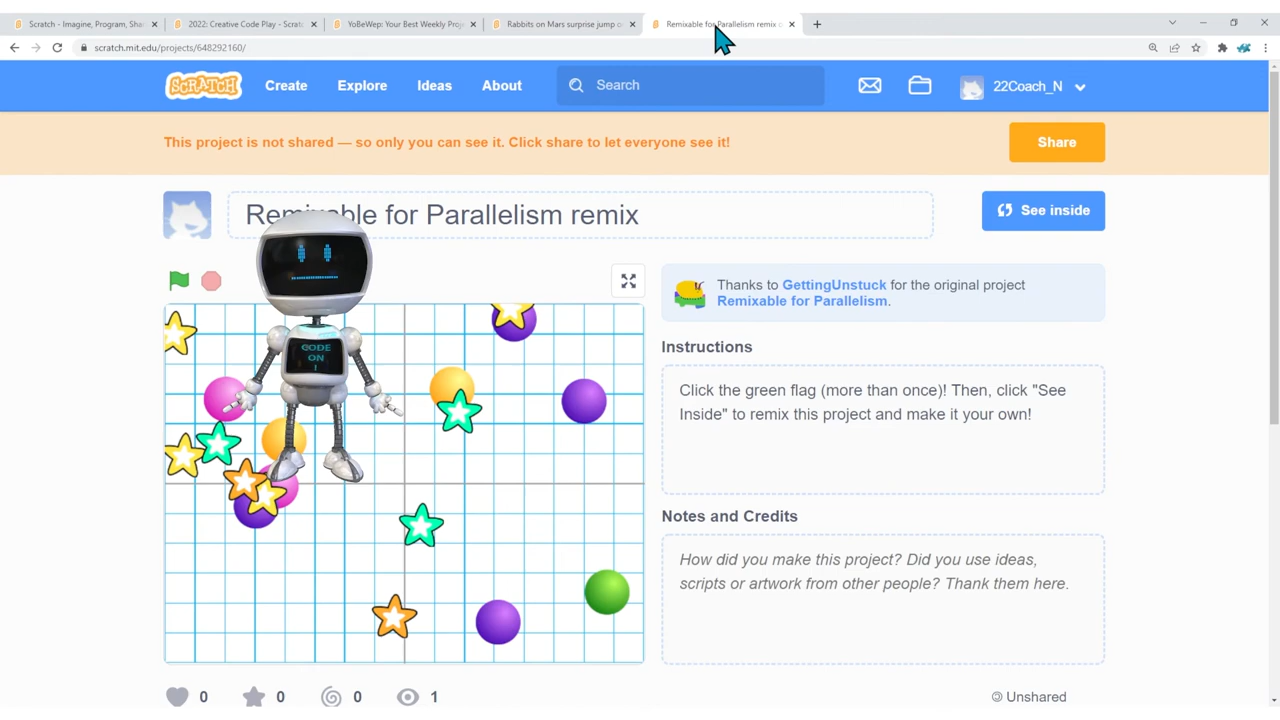 Scratch - Imagine, Program, Sha
2022: Creative Code Play - Scrat
YoBeWep: Your Best Weekly Proj
Rabbits on Mars surprise jump o
Remixable for Parallelism remix o
scratch.mit.edu/projects/648292160/
SCRATCH
Create
Explore
Ideas
About
Search
22Coach_N
This project is not shared — so only you can see it. Click share to let everyone see it!
Share
Remixable for Parallelism remix
See inside
CODE
ON
!
Thanks to GettingUnstuck for the original project
Remixable for Parallelism.
Instructions
Click the green flag (more than once)! Then, click "See
Inside" to remix this project and make it your own!
Notes and Credits
How did you make this project? Did you use ideas,
scripts or artwork from other people? Thank them here.
0
0
0
1
Unshared